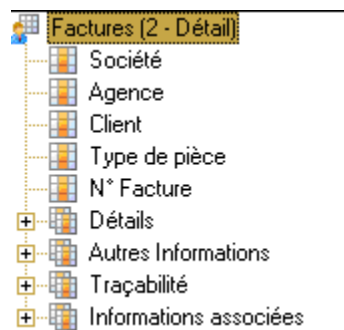 Factures (2 - Détail)
Société
Agence
Client
Type de pièce
N° Facture
Détails
Autres Informations
Traçabilité
Informations associées